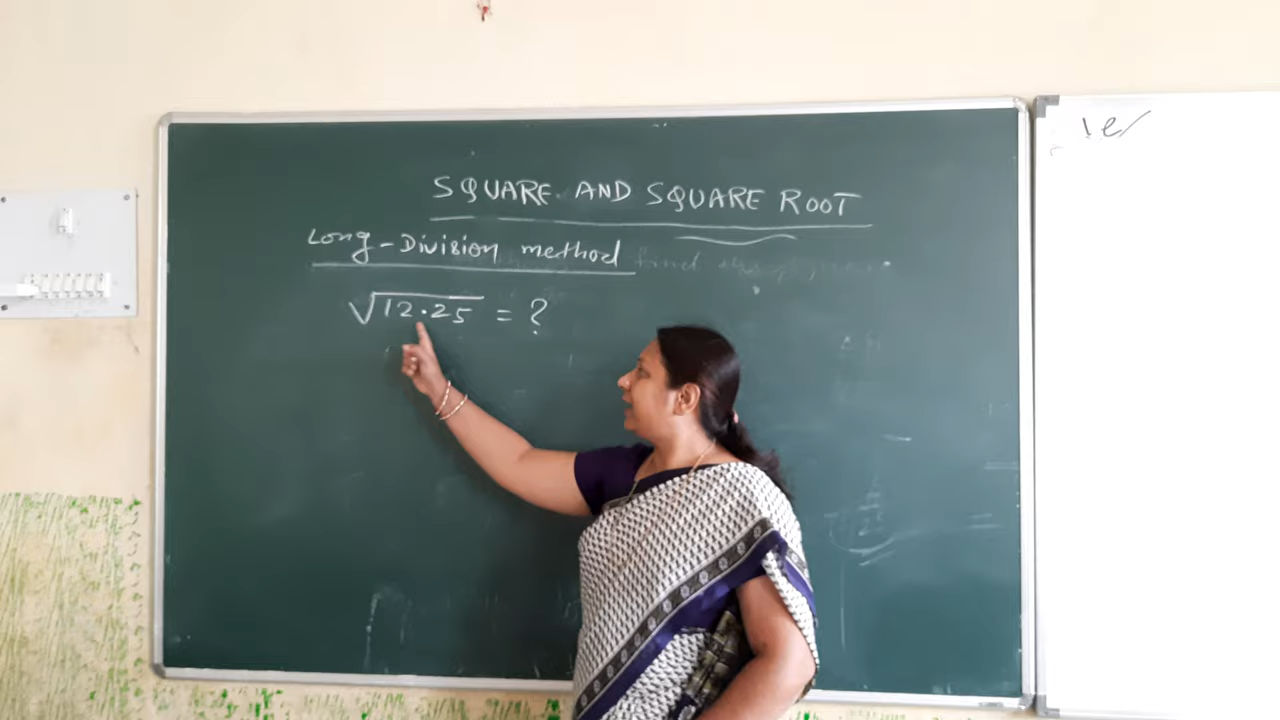 SQUARE AND SQUARE ROOT
Long-Division method
√12.25 = ?